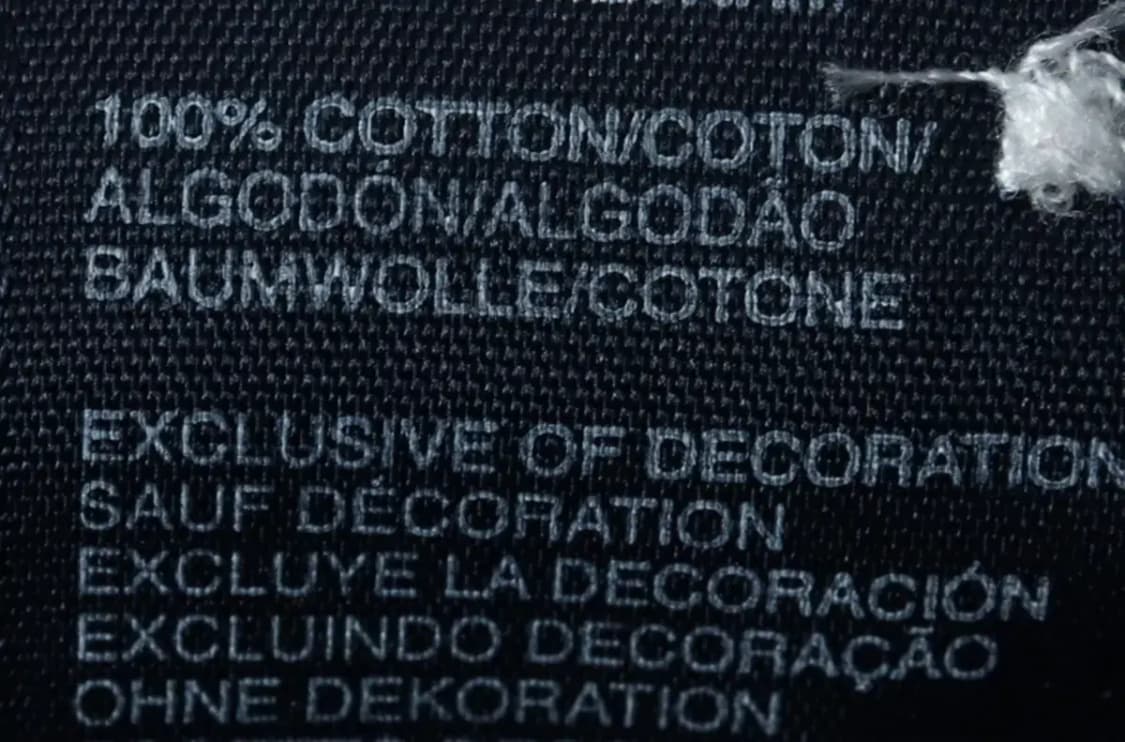 100% COTTON/COTON/
ALGODÓN/ALGODÃO
BAUMWOLLE/COTONE
EXCLUSIVE OF DECORATION
SAUF DÉCORATION
EXCLUYE LA DECORACIÓN
EXCLUINDO DECORAÇÃO
OHNE DEKORATION